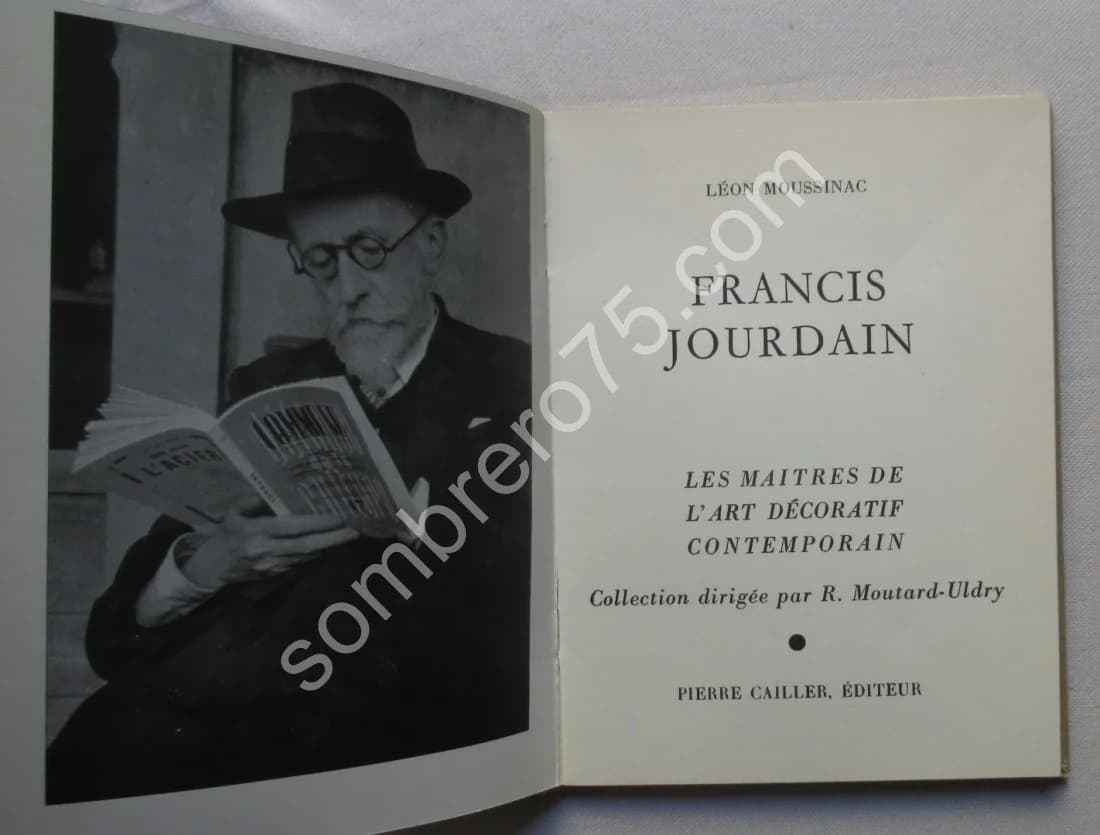 L'ACIER
LÉON MOUSSINAC
FRANCIS
JOURDAIN
LES MAITRES DE
L'ART DÉCORATIF
CONTEMPORAIN
Collection dirigée par R. Moutard-Uldry
PIERRE CAILLER, ÉDITEUR
sombrero75.com